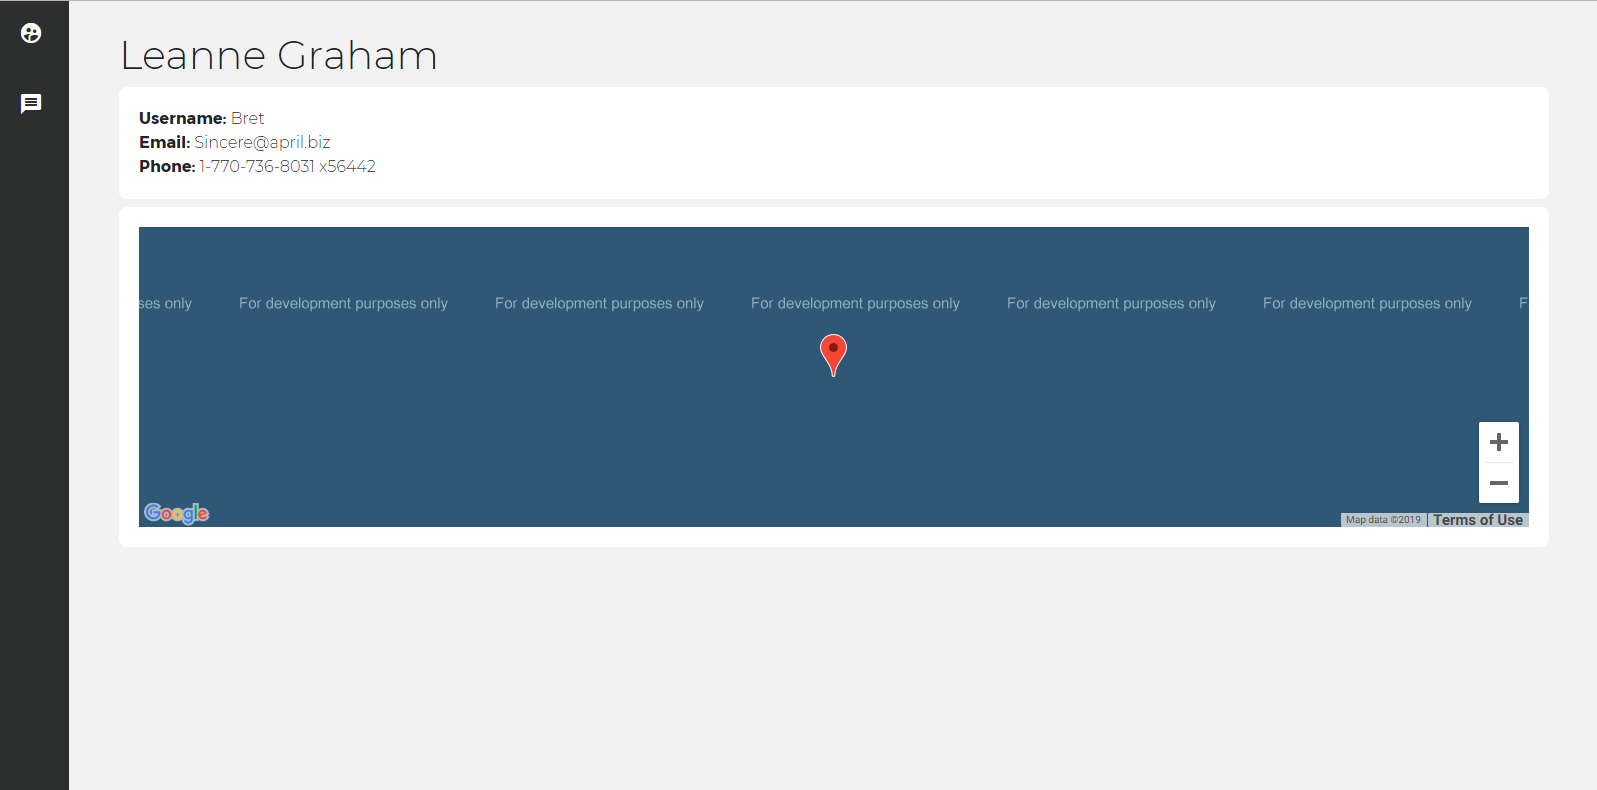 Leanne Graham
Username: Bret
Email: Sincere@april.biz
Phone: 1-770-736-8031 x56442
ses only For development purposes only For development purposes only For development purposes only For development purposes only For development purposes only F
Google
Map data ©2019 Terms of Use